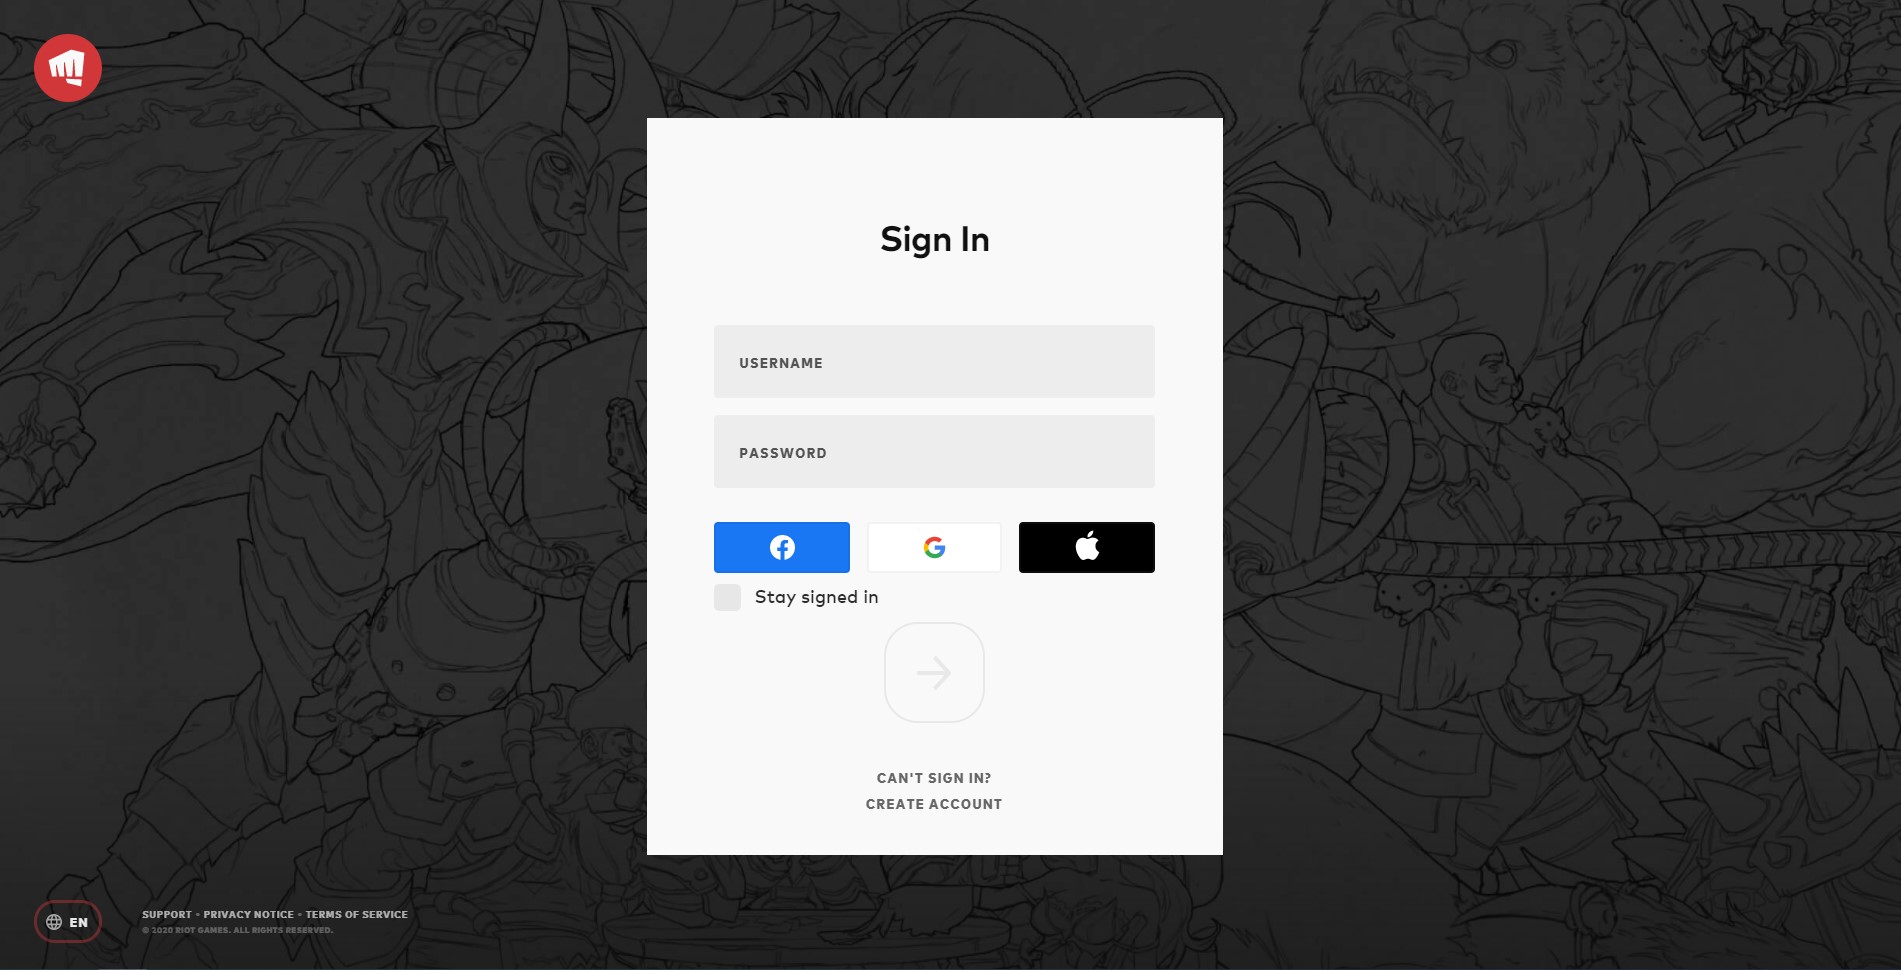 Sign In
USERNAME
PASSWORD
Stay signed in
CAN'T SIGN IN?
CREATE ACCOUNT
EN
SUPPORT • PRIVACY NOTICE • TERMS OF SERVICE
© 2020 RIOT GAMES. ALL RIGHTS RESERVED.